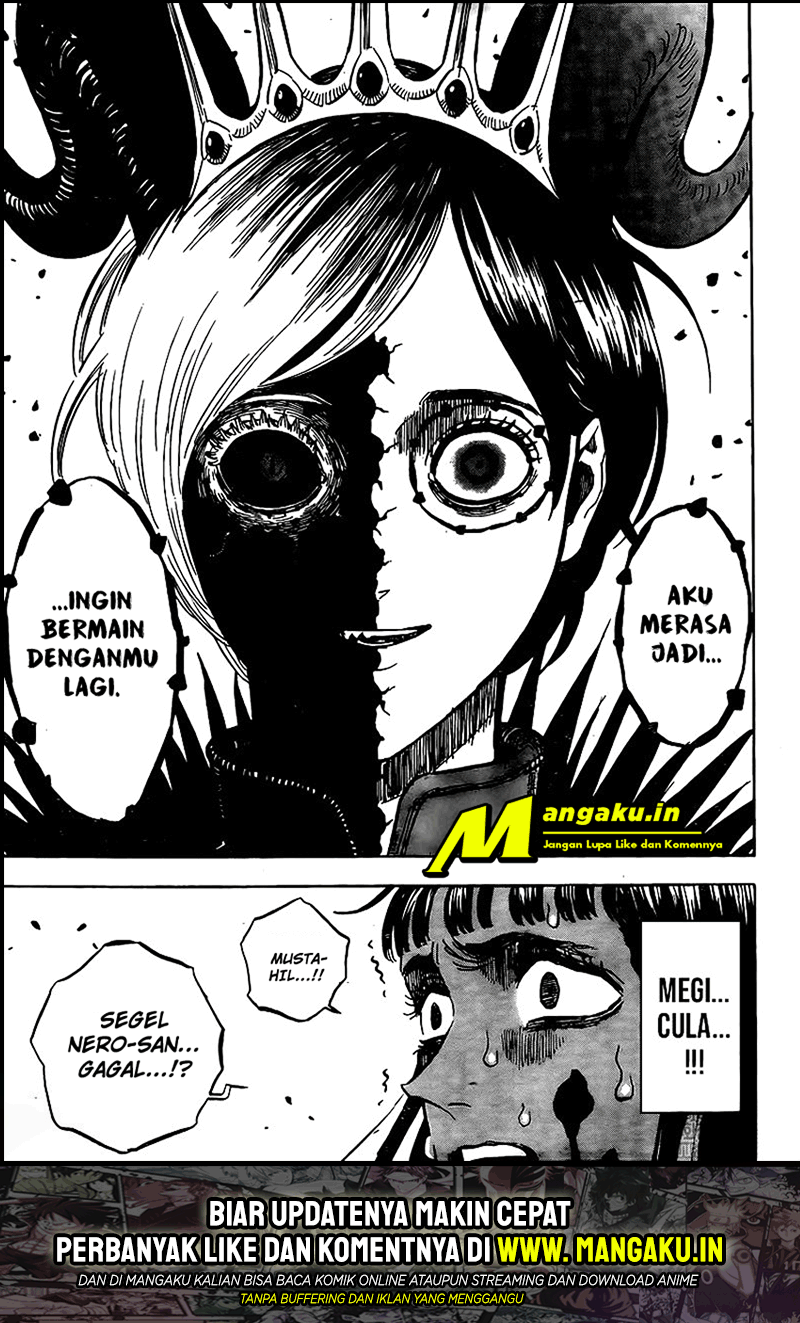 AKU
MERASA
JADI...
...INGIN
BERMAIN
DENGANMU
LAGI.
Mangaku.in
Jangan Lupa Like dan Komennya
MEGI...
CULA...
!!!
MUSTA-
HIL...!!
SEGEL
NERO-SAN...
GAGAL...!?
BIAR UPDATENYA MAKIN CEPAT
PERBANYAK LIKE DAN KOMENTNYA DI WWW. MANGAKU.IN
DAN DI MANGAKU KALIAN BISA BACA KOMIK ONLINE ATAUPUN STREAMING DAN DOWNLOAD ANIME
TANPA BUFFERING DAN IKLAN YANG MENGGANGU